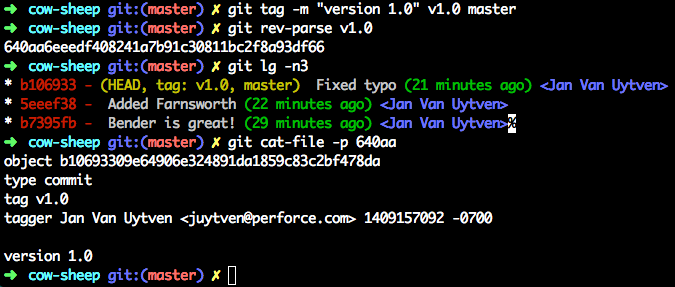 ➜ cow-sheep git:(master) ✗ git tag -m "version 1.0" v1.0 master
➜ cow-sheep git:(master) ✗ git rev-parse v1.0
640aa6eeedf408241a7b91c30811bc2f8a93df66
➜ cow-sheep git:(master) ✗ git lg -n3
* b106933 - (HEAD, tag: v1.0, master) Fixed typo (21 minutes ago) <Jan Van Uytven>
* 5eeef38 - Added Farnsworth (22 minutes ago) <Jan Van Uytven>
* b7395fb - Bender is great! (29 minutes ago) <Jan Van Uytven>%
➜ cow-sheep git:(master) ✗ git cat-file -p 640aa
object b10693309e64906e324891da1859c83c2bf478da
type commit
tag v1.0
tagger Jan Van Uytven <juytven@perforce.com> 1409157092 -0700
version 1.0
➜ cow-sheep git:(master) ✗